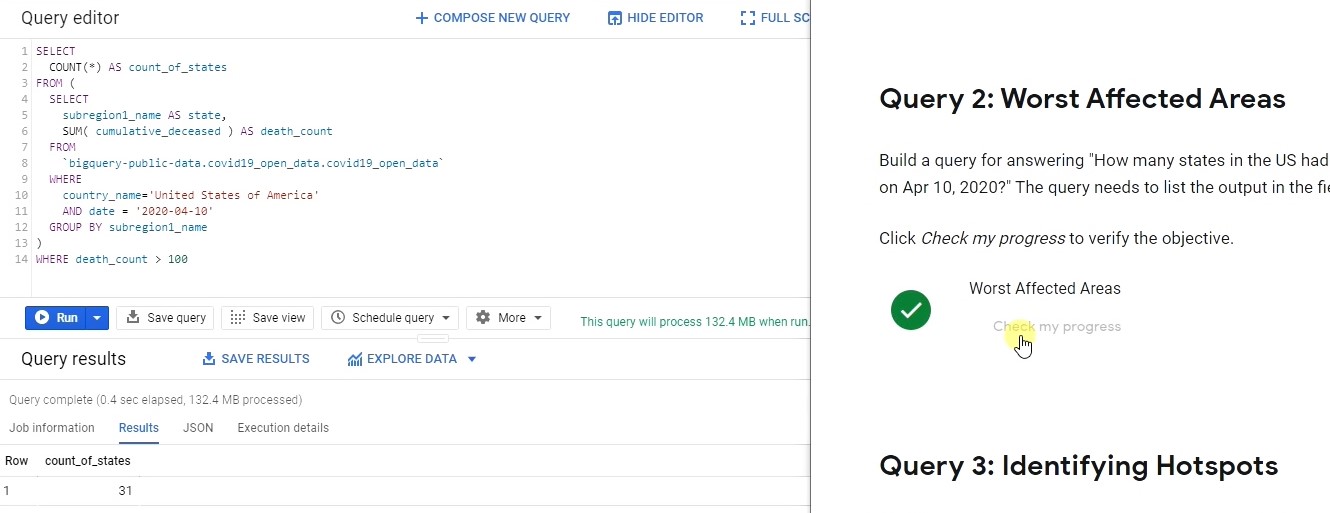 Query editor
COMPOSE NEW QUERY
HIDE EDITOR
FULL SC
1 SELECT
2 COUNT(*) AS count_of_states
3 FROM (
4 SELECT
5 subregion1_name AS state,
6 SUM( cumulative_deceased ) AS death_count
7 FROM
8 `bigquery-public-data.covid19_open_data.covid19_open_data`
9 WHERE
10 country_name='United States of America'
11 AND date = '2020-04-10'
12 GROUP BY subregion1_name
13 )
14 WHERE death_count > 100
Run
Save query
Save view
Schedule query
More
This query will process 132.4 MB when run.
Query results
SAVE RESULTS
EXPLORE DATA
Query complete (0.4 sec elapsed, 132.4 MB processed)
Job information
Results
JSON
Execution details
Row count_of_states
1 31
Query 2: Worst Affected Areas
Build a query for answering "How many states in the US had
on Apr 10, 2020?" The query needs to list the output in the fie
Click Check my progress to verify the objective.
Worst Affected Areas
Check my progress
Query 3: Identifying Hotspots